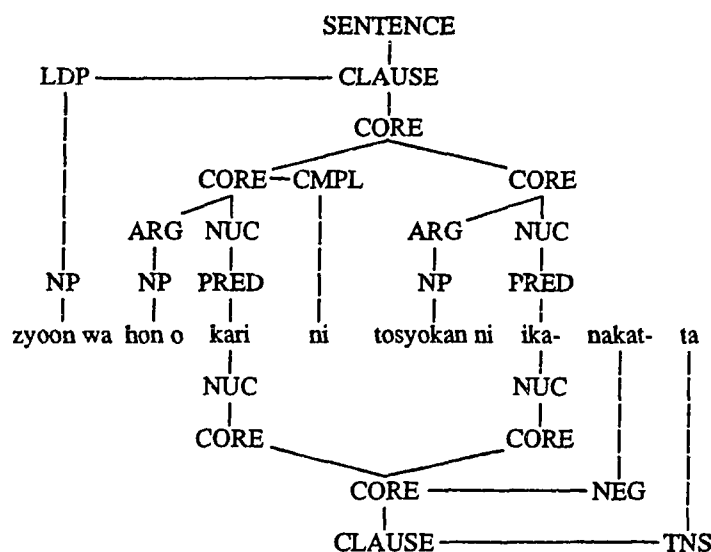 SENTENCE
LDP CLAUSE
CORE
CORE CMPL CORE
ARG NUC ARG NUC
NP NP PRED NP PRED
zyoon wa hon o kari ni tosyokan ni ika- nakat- ta
NUC NUC
CORE CORE
CORE NEG
CLAUSE TNS